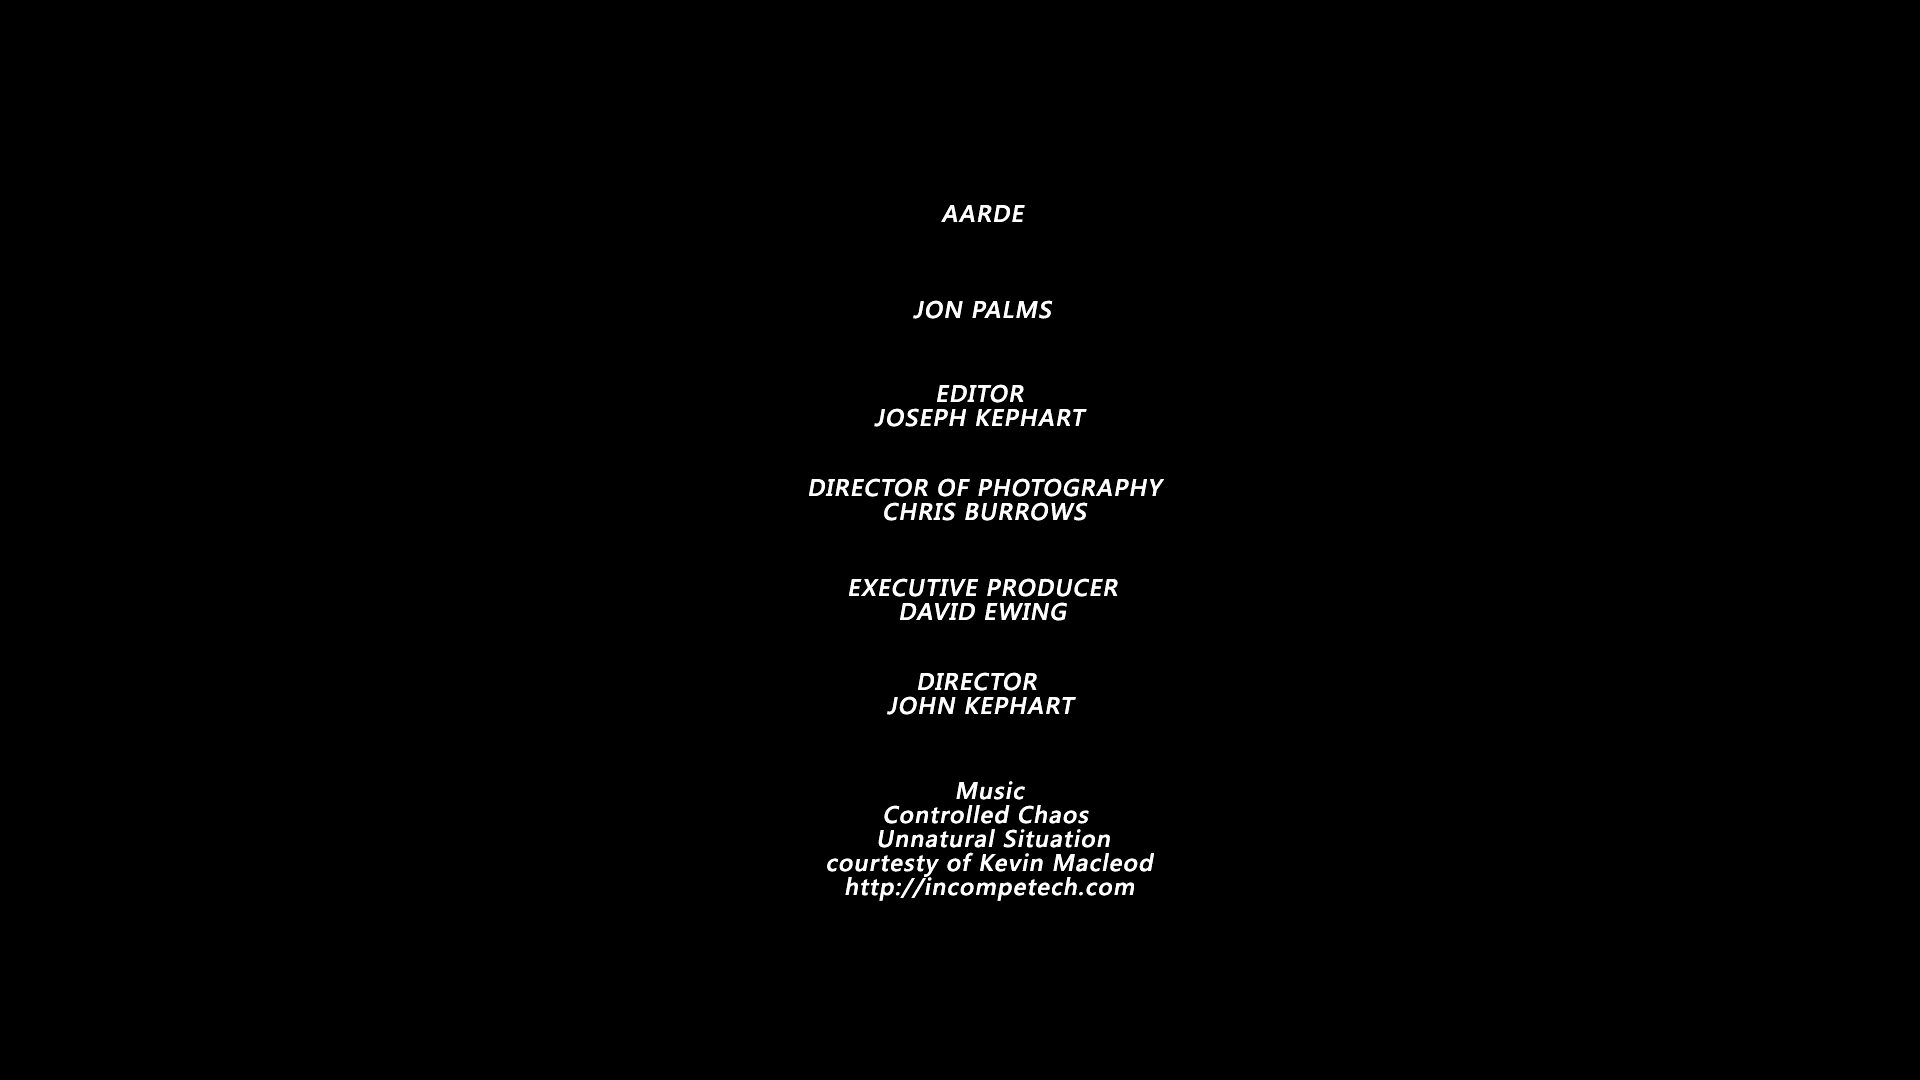 AARDE
JON PALMS
EDITOR
JOSEPH KEPHART
DIRECTOR OF PHOTOGRAPHY
CHRIS BURROWS
EXECUTIVE PRODUCER
DAVID EWING
DIRECTOR
JOHN KEPHART
Music
Controlled Chaos
Unnatural Situation
courtesty of Kevin Macleod
http://incompetech.com